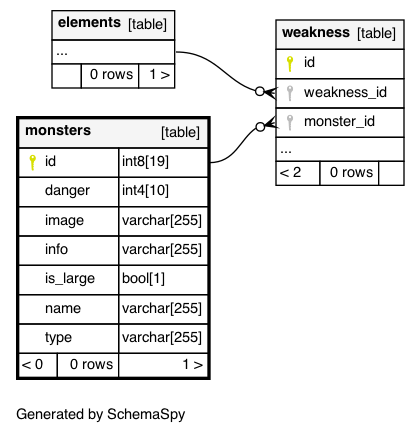 elements [table]
...
0 rows 1 >
weakness [table]
id
weakness_id
monster_id
...
< 2 0 rows
monsters [table]
id int8[19]
danger int4[10]
image varchar[255]
info varchar[255]
is_large bool[1]
name varchar[255]
type varchar[255]
< 0 0 rows 1 >
Generated by SchemaSpy